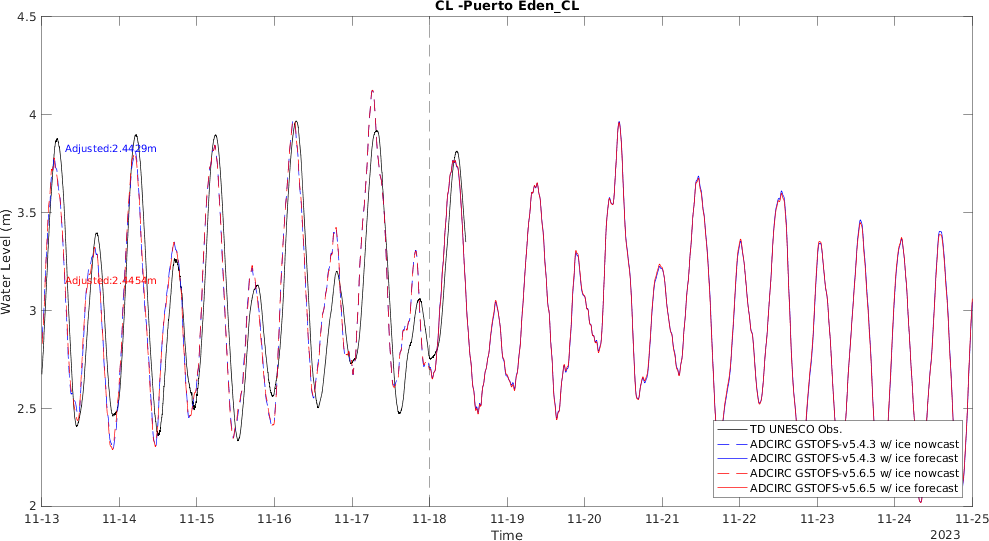 CL -Puerto Eden_CL
4.5
4
3.5
3
2.5
2
Water Level (m)
Adjusted:2.4429m
Adjusted:2.4454m
TD UNESCO Obs.
ADCIRC GSTOFS-v5.4.3 w/ ice nowcast
ADCIRC GSTOFS-v5.4.3 w/ ice forecast
ADCIRC GSTOFS-v5.6.5 w/ ice nowcast
ADCIRC GSTOFS-v5.6.5 w/ ice forecast
11-13 11-14 11-15 11-16 11-17 11-18 11-19 11-20 11-21 11-22 11-23 11-24 11-25
Time
2023